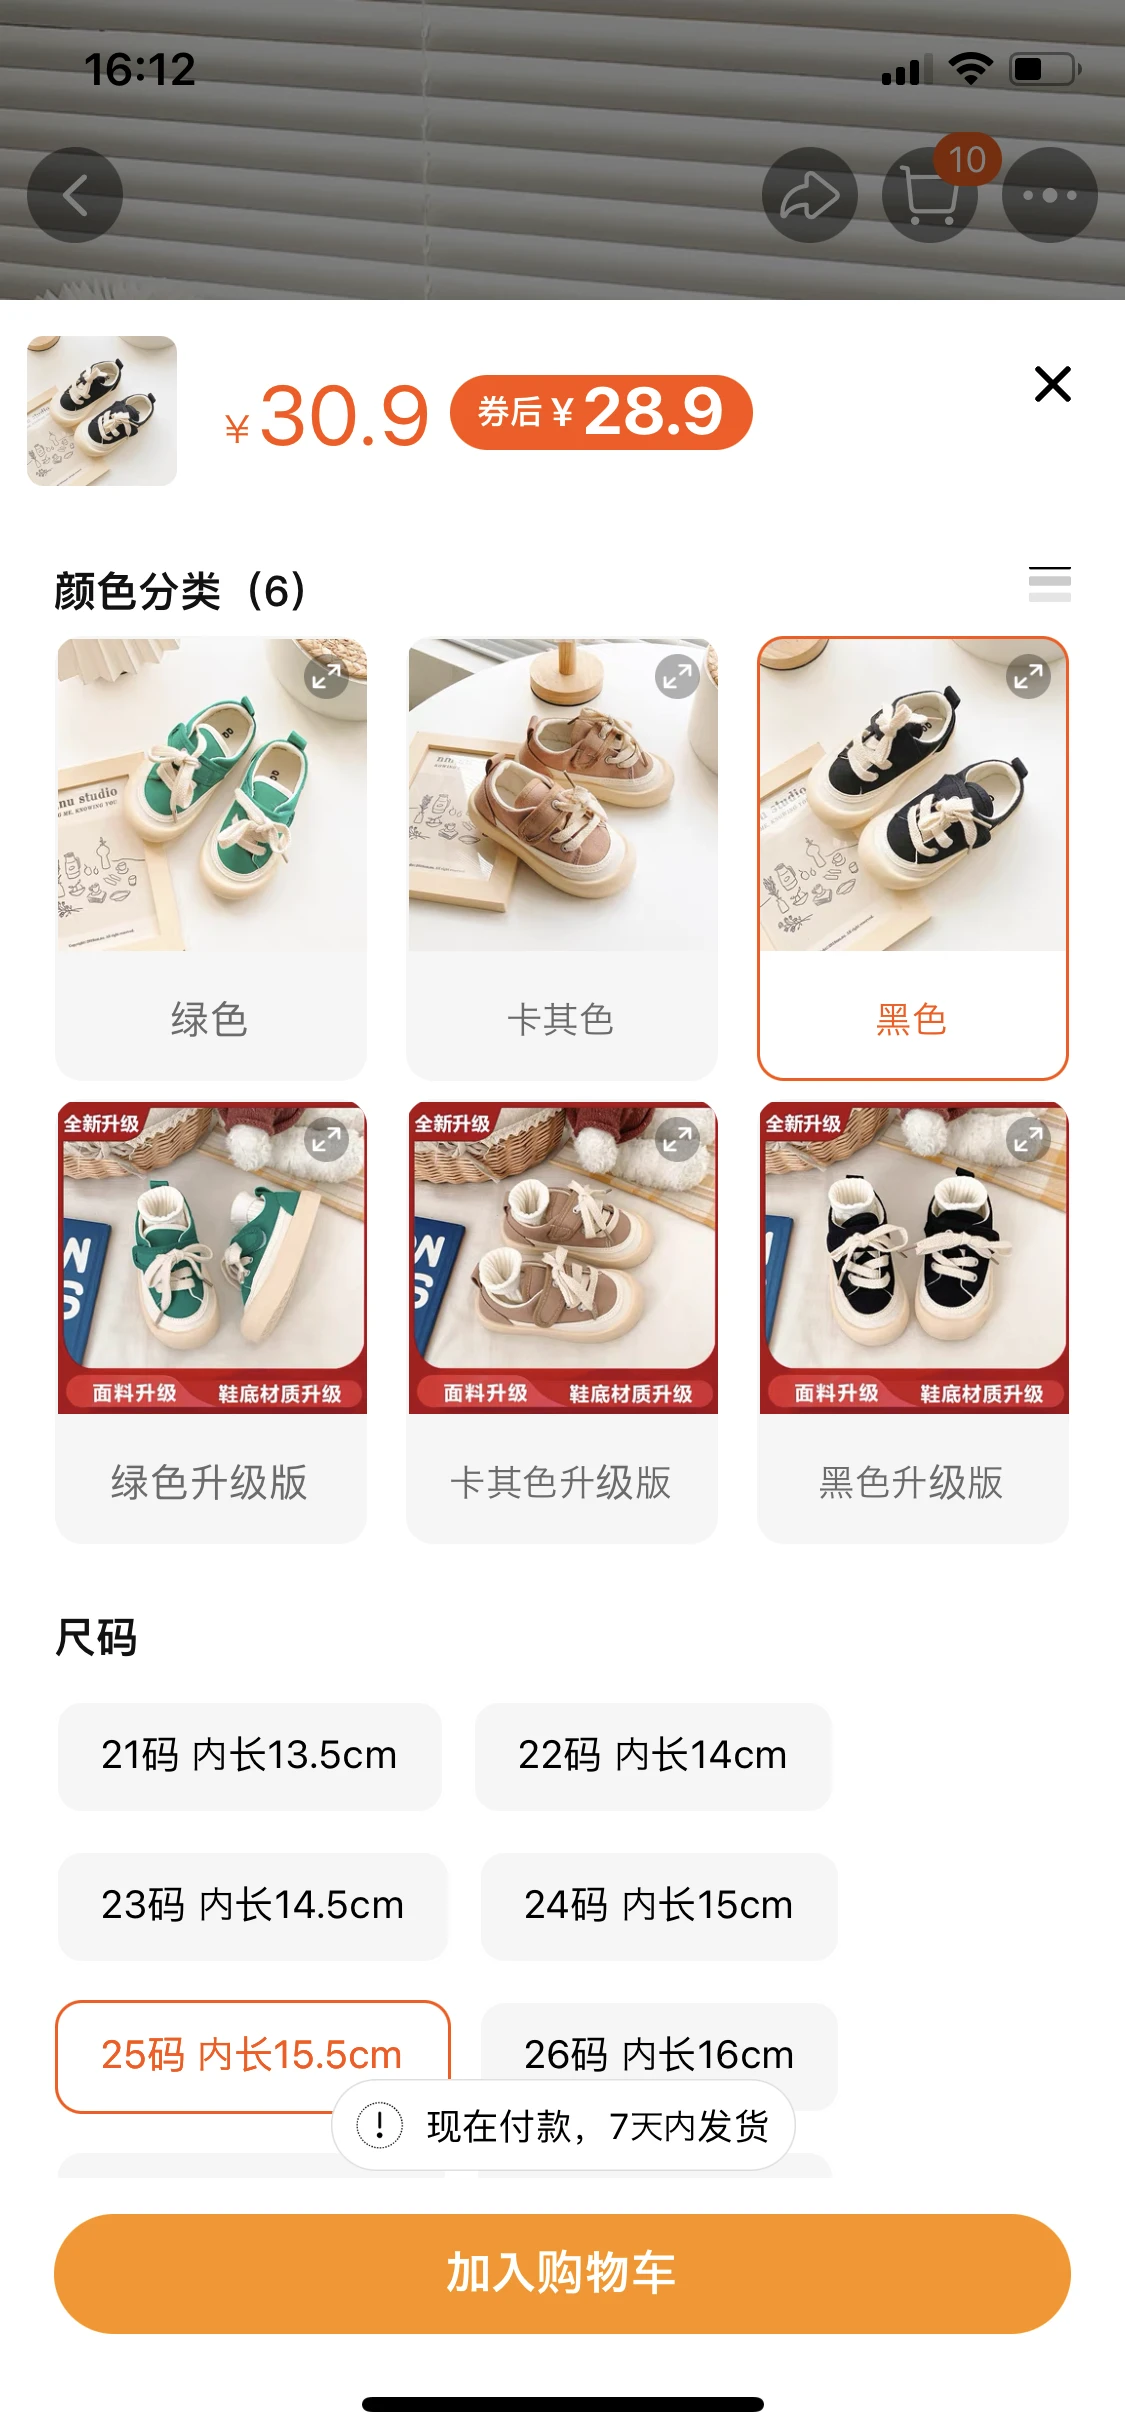 16:12
10
¥30.9 券后¥28.9
颜色分类（6）
nu studio
U ME, KNOWING YOU
绿色
卡其色
studio
黑色
全新升级
面料升级 鞋底材质升级
绿色升级版
全新升级
面料升级 鞋底材质升级
卡其色升级版
全新升级
面料升级 鞋底材质升级
黑色升级版
尺码
21码 内长13.5cm
22码 内长14cm
23码 内长14.5cm
24码 内长15cm
25码 内长15.5cm
26码 内长16cm
现在付款，7天内发货
加入购物车